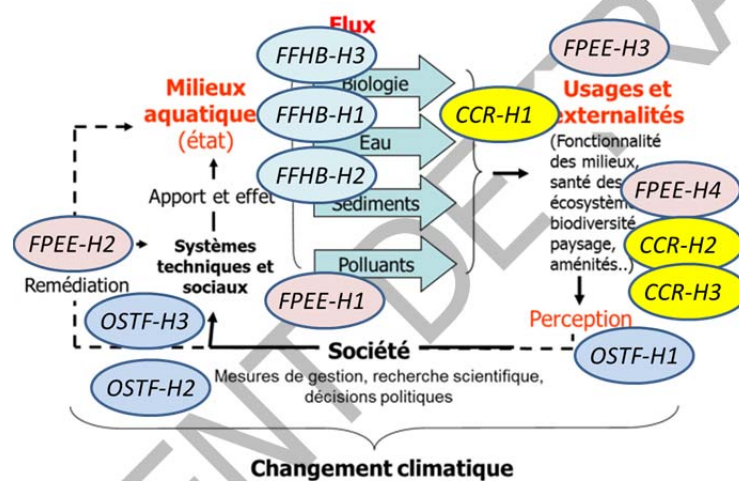 Flux
FFHB-H3
Biologie
FPEE-H3
Milieux
aquatique
(état)
FFHB-H1
Eau
CCR-H1
Usages et
externalités
(Fonctionnalité
des milieux,
santé des
écosystèm
biodiversité
paysage,
aménités..)
FFHB-H2
Sédiments
Apport et effet
FPEE-H4
FPEE-H2
Remédiation
Systèmes
techniques et
sociaux
Polluants
FPEE-H1
CCR-H2
CCR-H3
OSTF-H3
Perception
OSTF-H1
OSTF-H2
Société
Mesures de gestion, recherche scientifique,
décisions politiques
Changement climatique